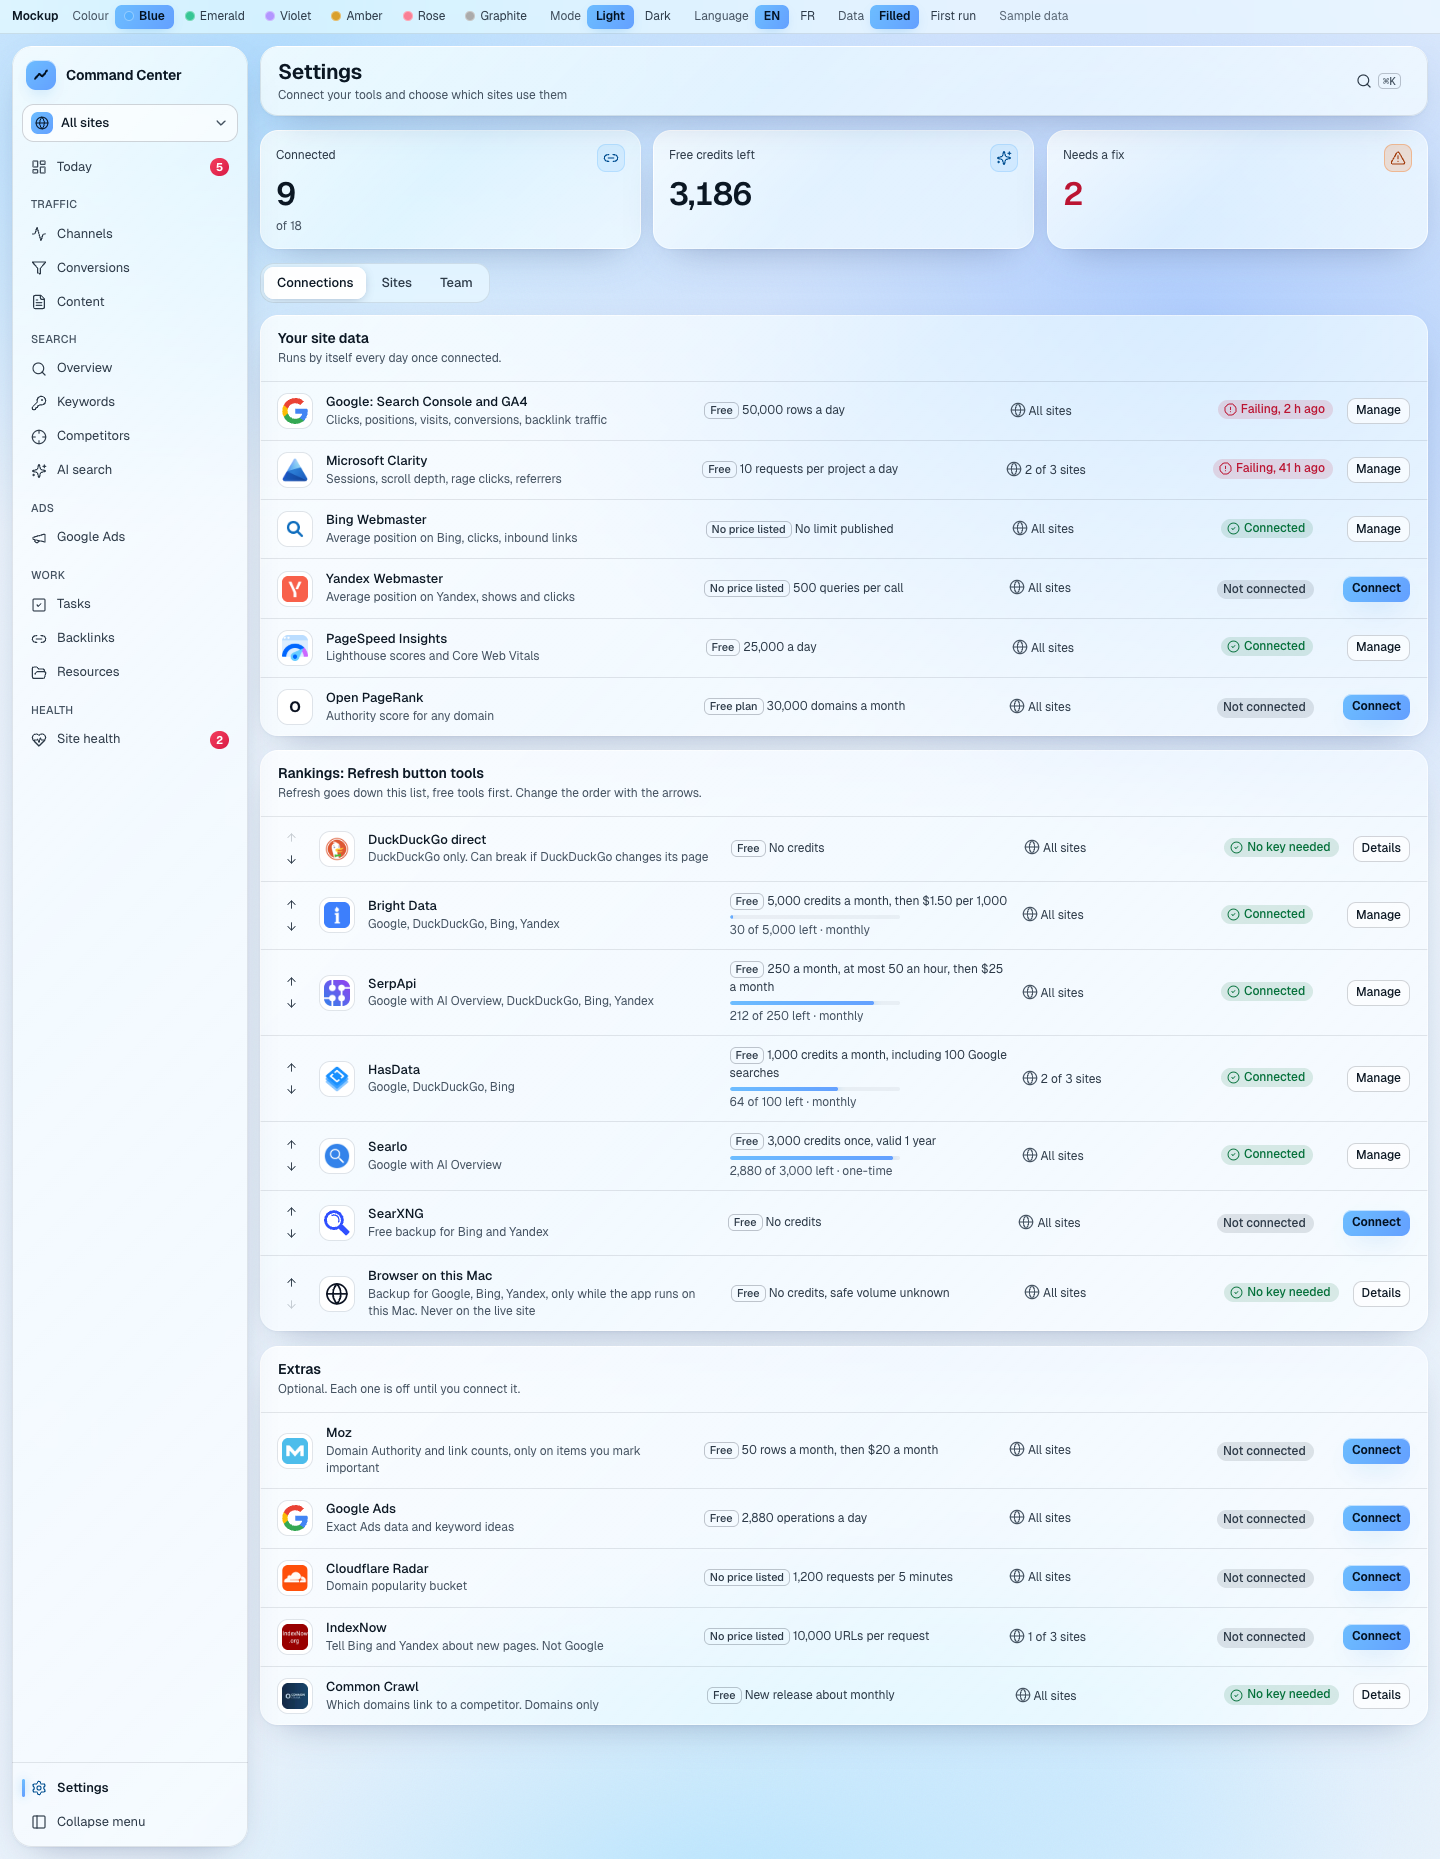 Mockup Colour Blue Emerald Violet Amber Rose Graphite Mode Light Dark Language EN FR Data Filled First run Sample data
Command Center
All sites
Today 5
TRAFFIC
Channels
Conversions
Content
SEARCH
Overview
Keywords
Competitors
AI search
ADS
Google Ads
WORK
Tasks
Backlinks
Resources
HEALTH
Site health 2
Settings
Collapse menu
Settings
Connect your tools and choose which sites use them
⌘K
Connected
9
of 18
Free credits left
3,186
Needs a fix
2
Connections Sites Team
Your site data
Runs by itself every day once connected.
Google: Search Console and GA4
Clicks, positions, visits, conversions, backlink traffic
Free 50,000 rows a day
All sites
Failing, 2 h ago
Manage
Microsoft Clarity
Sessions, scroll depth, rage clicks, referrers
Free 10 requests per project a day
2 of 3 sites
Failing, 41 h ago
Manage
Bing Webmaster
Average position on Bing, clicks, inbound links
No price listed No limit published
All sites
Connected
Manage
Yandex Webmaster
Average position on Yandex, shows and clicks
No price listed 500 queries per call
All sites
Not connected
Connect
PageSpeed Insights
Lighthouse scores and Core Web Vitals
Free 25,000 a day
All sites
Connected
Manage
O
Open PageRank
Authority score for any domain
Free plan 30,000 domains a month
All sites
Not connected
Connect
Rankings: Refresh button tools
Refresh goes down this list, free tools first. Change the order with the arrows.
DuckDuckGo direct
DuckDuckGo only. Can break if DuckDuckGo changes its page
Free No credits
All sites
No key needed
Details
Bright Data
Google, DuckDuckGo, Bing, Yandex
Free 5,000 credits a month, then $1.50 per 1,000
30 of 5,000 left · monthly
All sites
Connected
Manage
SerpApi
Google with AI Overview, DuckDuckGo, Bing, Yandex
Free 250 a month, at most 50 an hour, then $25
a month
212 of 250 left · monthly
All sites
Connected
Manage
HasData
Google, DuckDuckGo, Bing
Free 1,000 credits a month, including 100 Google
searches
64 of 100 left · monthly
2 of 3 sites
Connected
Manage
Searlo
Google with AI Overview
Free 3,000 credits once, valid 1 year
2,880 of 3,000 left · one-time
All sites
Connected
Manage
SearXNG
Free backup for Bing and Yandex
Free No credits
All sites
Not connected
Connect
Browser on this Mac
Backup for Google, Bing, Yandex, only while the app runs on
this Mac. Never on the live site
Free No credits, safe volume unknown
All sites
No key needed
Details
Extras
Optional. Each one is off until you connect it.
Moz
Domain Authority and link counts, only on items you mark
important
Free 50 rows a month, then $20 a month
All sites
Not connected
Connect
Google Ads
Exact Ads data and keyword ideas
Free 2,880 operations a day
All sites
Not connected
Connect
Cloudflare Radar
Domain popularity bucket
No price listed 1,200 requests per 5 minutes
All sites
Not connected
Connect
IndexNow
.org
IndexNow
Tell Bing and Yandex about new pages. Not Google
No price listed 10,000 URLs per request
1 of 3 sites
Not connected
Connect
Common Crawl
Which domains link to a competitor. Domains only
Free New release about monthly
All sites
No key needed
Details